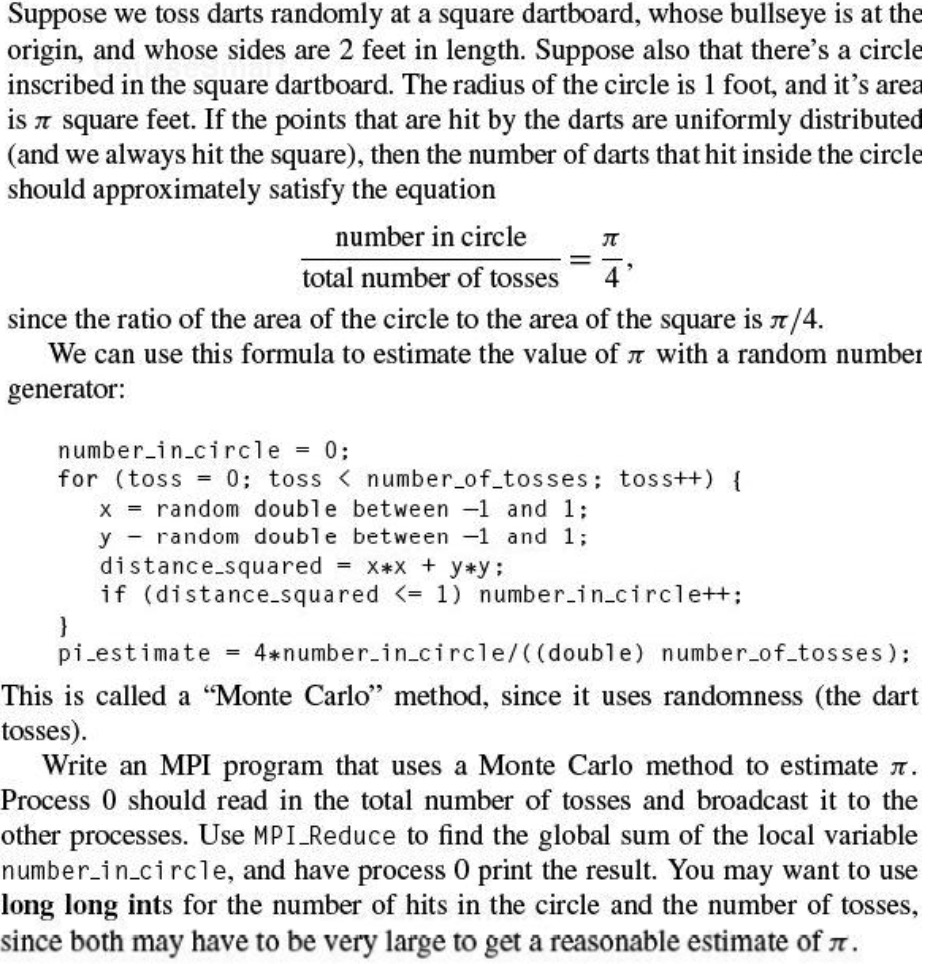 Suppose we toss darts randomly at a square dartboard, whose bullseye is at the
origin, and whose sides are 2 feet in length. Suppose also that there's a circle
inscribed in the square dartboard. The radius of the circle is 1 foot, and it's area
is π square feet. If the points that are hit by the darts are uniformly distributed
(and we always hit the square), then the number of darts that hit inside the circle
should approximately satisfy the equation
number in circle
total number of tosses
= π/4,
since the ratio of the area of the circle to the area of the square is π/4.
We can use this formula to estimate the value of π with a random number
generator:
number_in_circle = 0;
for (toss = 0; toss < number_of_tosses; toss++) {
x = random double between −1 and 1;
y − random double between −1 and 1;
distance_squared = x*x + y*y;
if (distance_squared <= 1) number_in_circle++;
}
pi_estimate = 4*number_in_circle/((double) number_of_tosses);
This is called a “Monte Carlo” method, since it uses randomness (the dart
tosses).
Write an MPI program that uses a Monte Carlo method to estimate π.
Process 0 should read in the total number of tosses and broadcast it to the
other processes. Use MPI_Reduce to find the global sum of the local variable
number_in_circle, and have process 0 print the result. You may want to use
long long ints for the number of hits in the circle and the number of tosses,
since both may have to be very large to get a reasonable estimate of π.